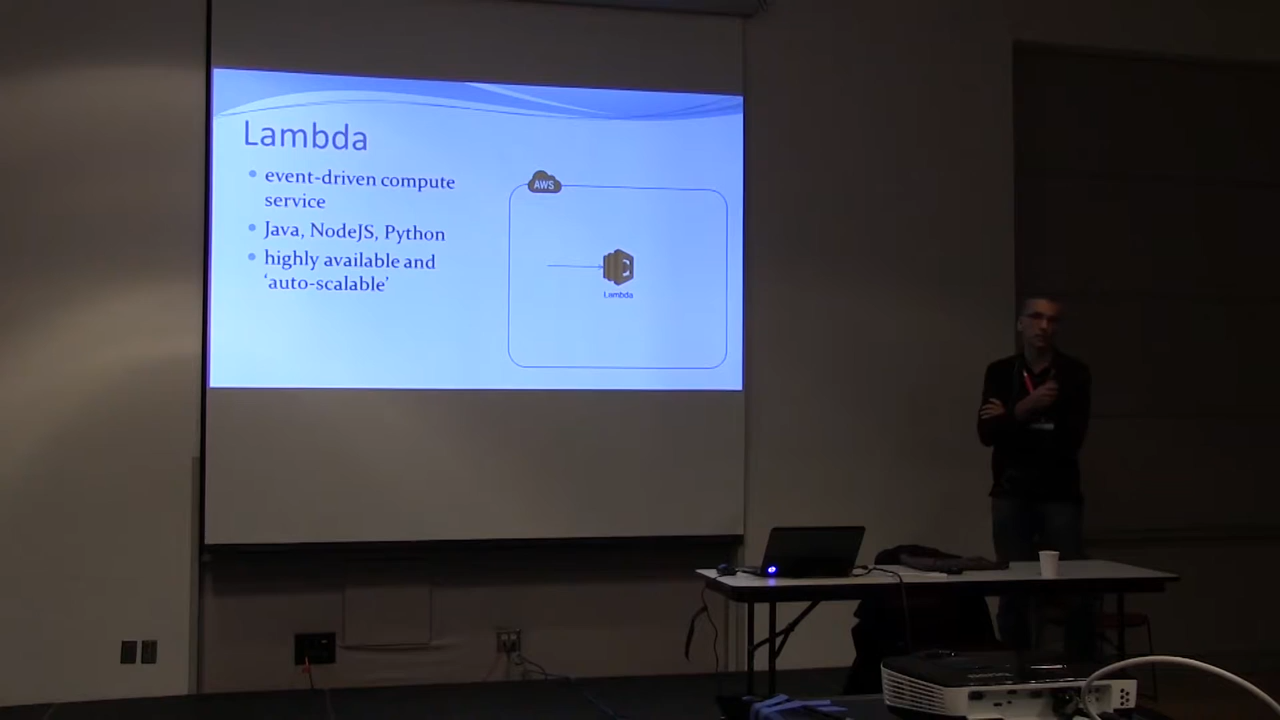 Lambda
event-driven compute
service
Java, NodeJS, Python
highly available and
‘auto-scalable’
AWS
Lambda